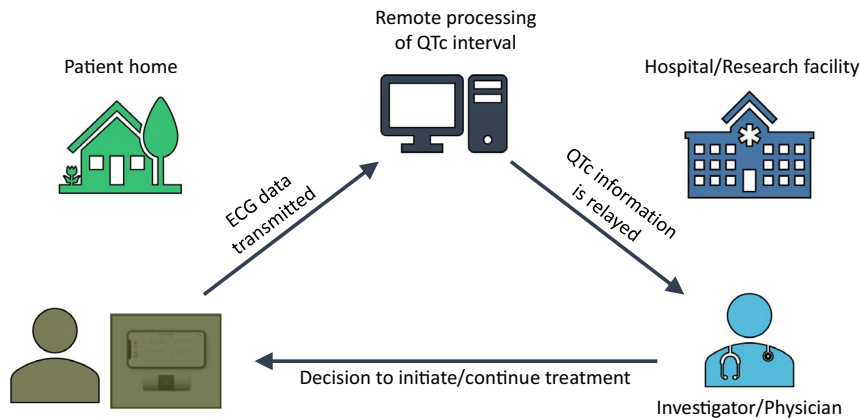 Remote processing
of QTc interval
Patient home
Hospital/Research facility
ECG data
transmitted
QTc information
is relayed
Decision to initiate/continue treatment
Investigator/Physician